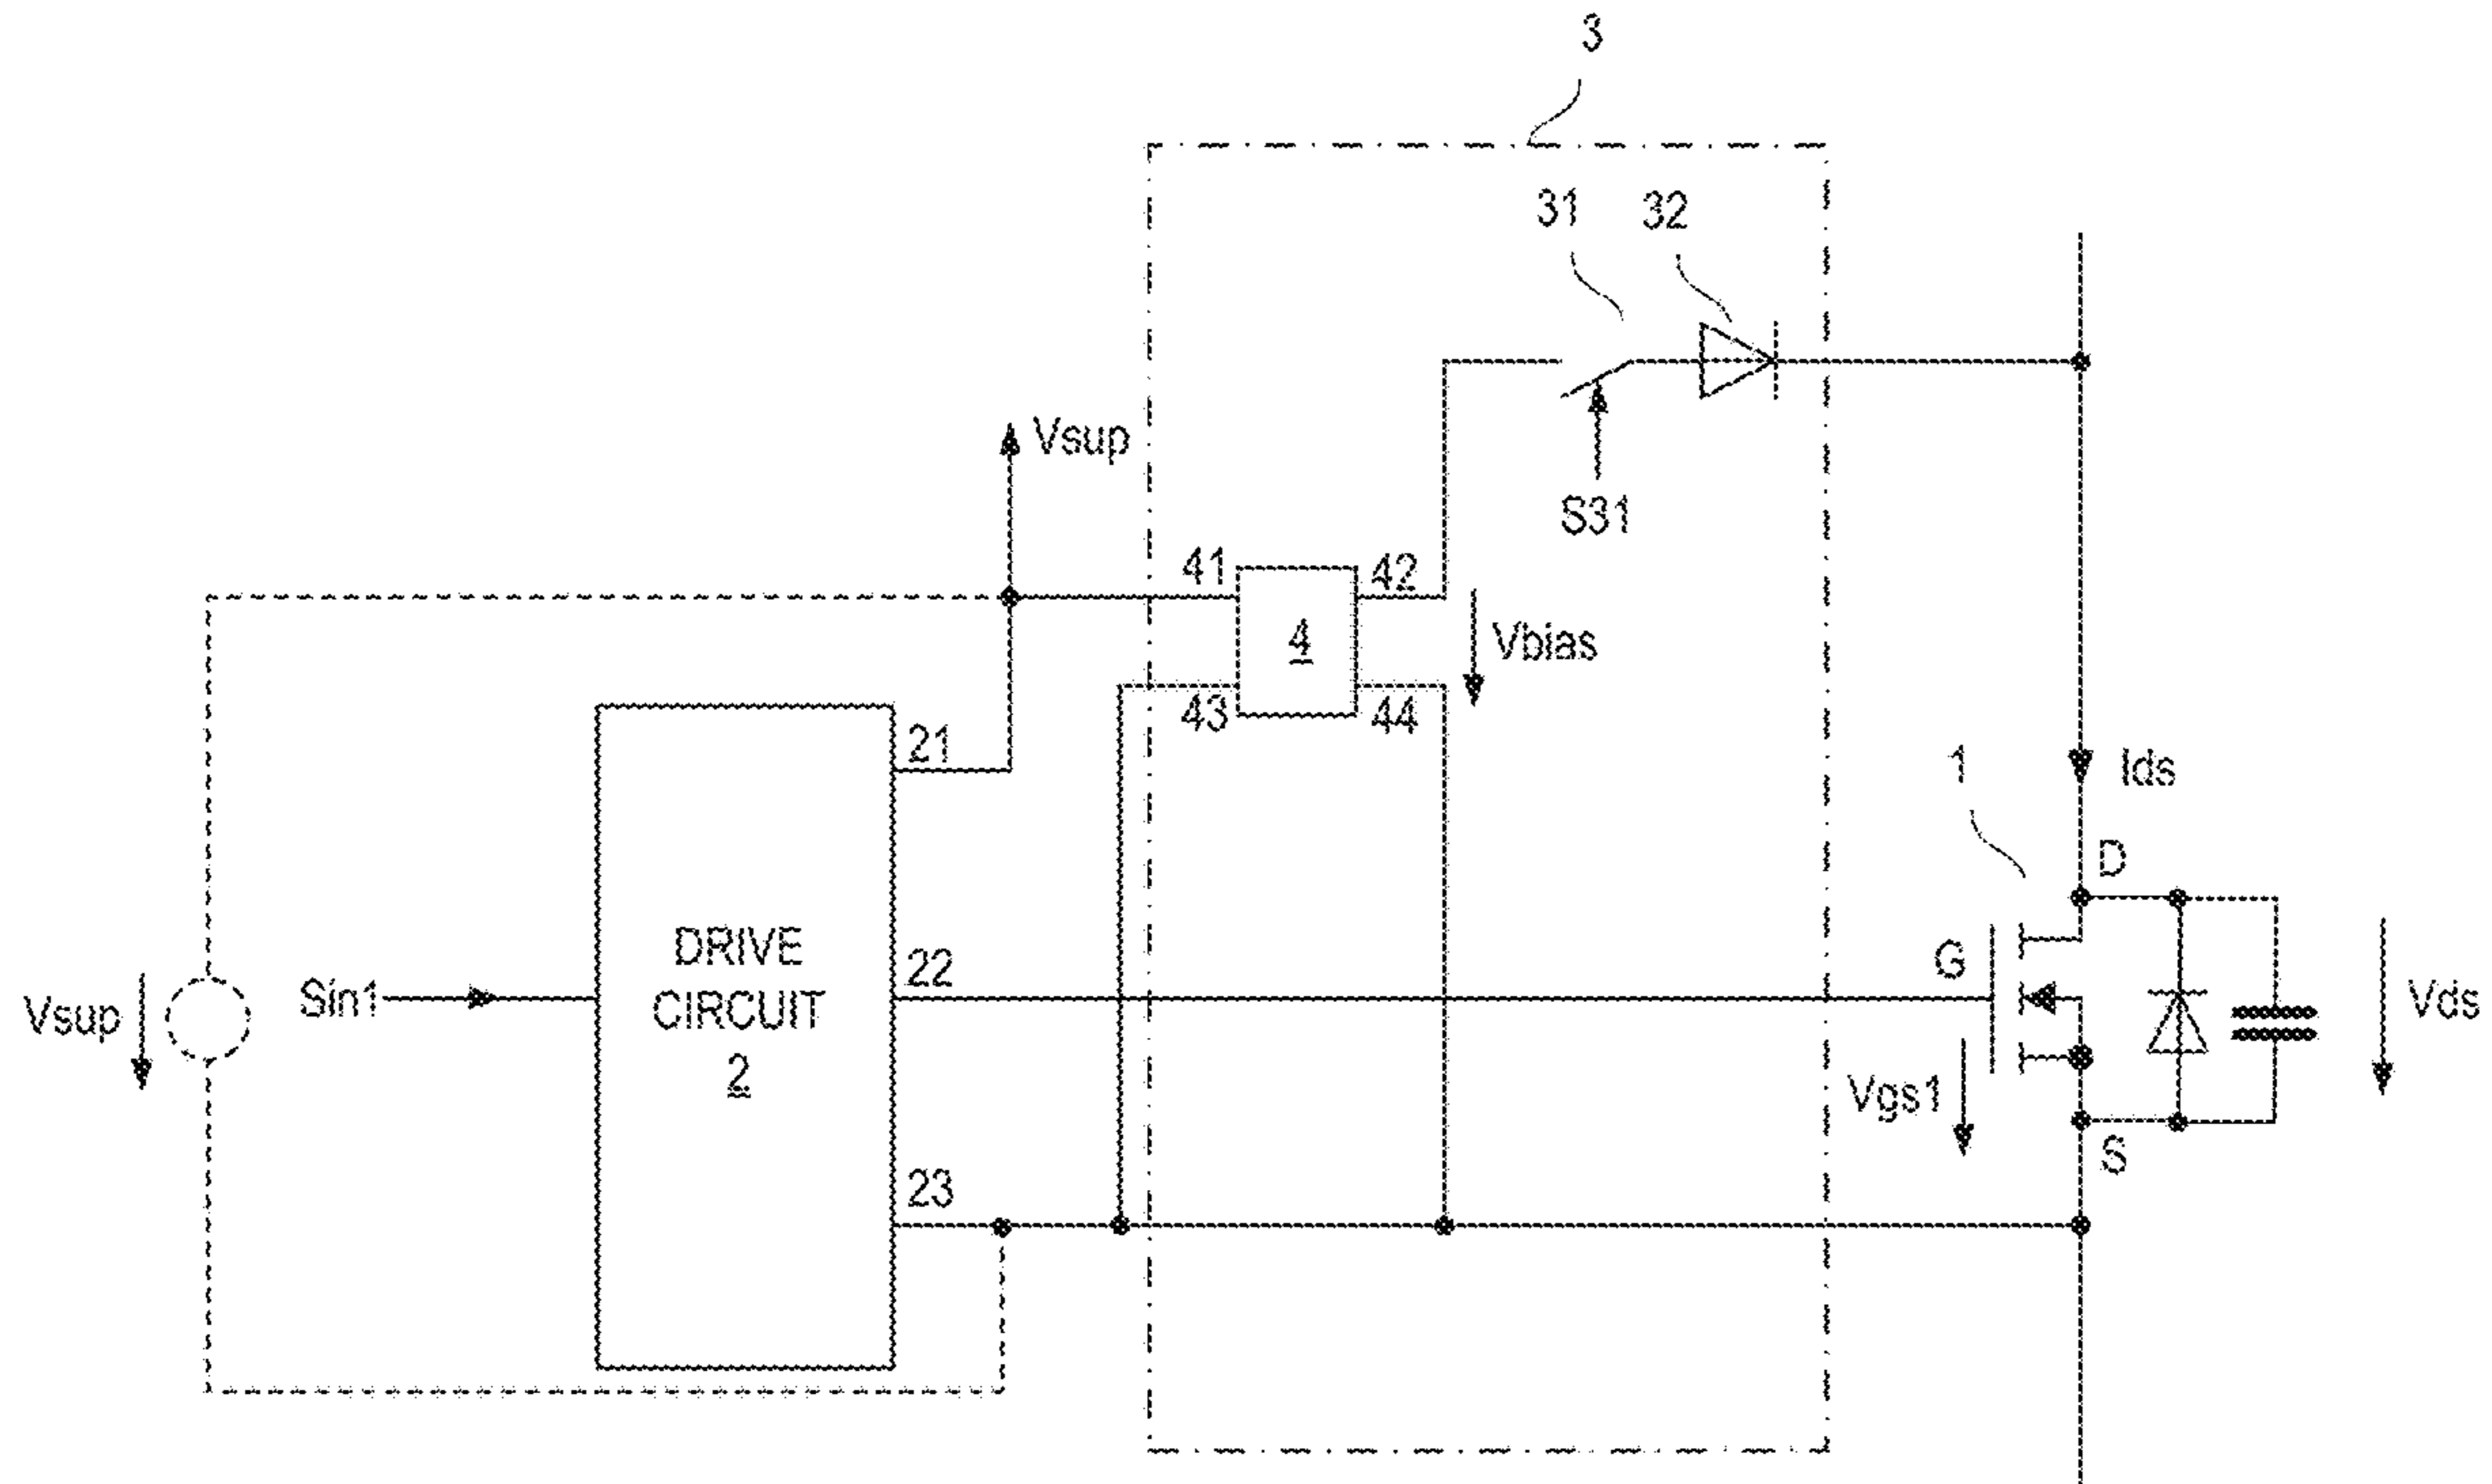 3
31
32
Vsup
S31
41
42
4
Vbias
43
44
21
1
Ids
D
DRIVE
CIRCUIT
2
22
G
Vsup
Sin1
Vds
Vgs1
S
23